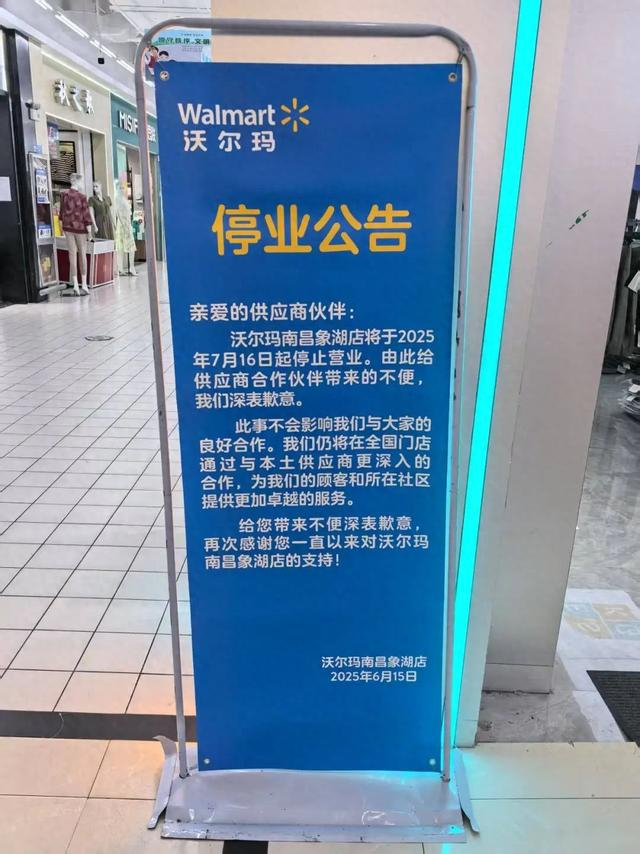 Walmart
沃尔玛
停业公告
亲爱的供应商伙伴：
沃尔玛南昌象湖店将于2025
年7月16日起停止营业。由此给
供应商合作伙伴带来的不便，
我们深表歉意。
此事不会影响我们与大家的
良好合作。我们仍将在全国门店
通过与本土供应商更深入的
合作，为我们的顾客和所在社区
提供更加卓越的服务。
给您带来不便深表歉意，
再次感谢您一直以来对沃尔玛
南昌象湖店的支持！
沃尔玛南昌象湖店
2025年6月15日